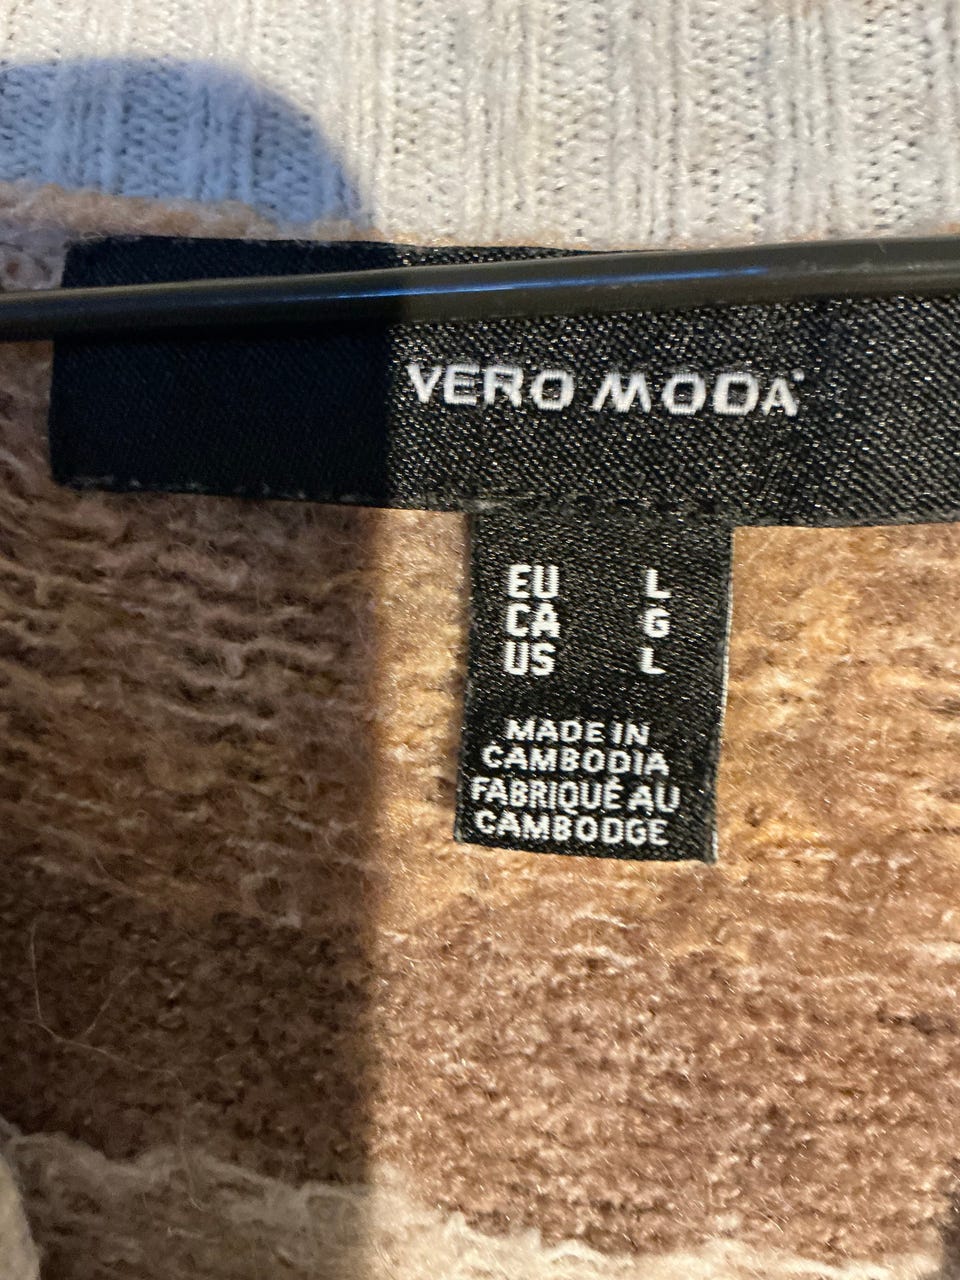 VERO MODA
EU L
CA G
US L
MADE IN
CAMBODIA
FABRIQUÉ AU
CAMBODGE